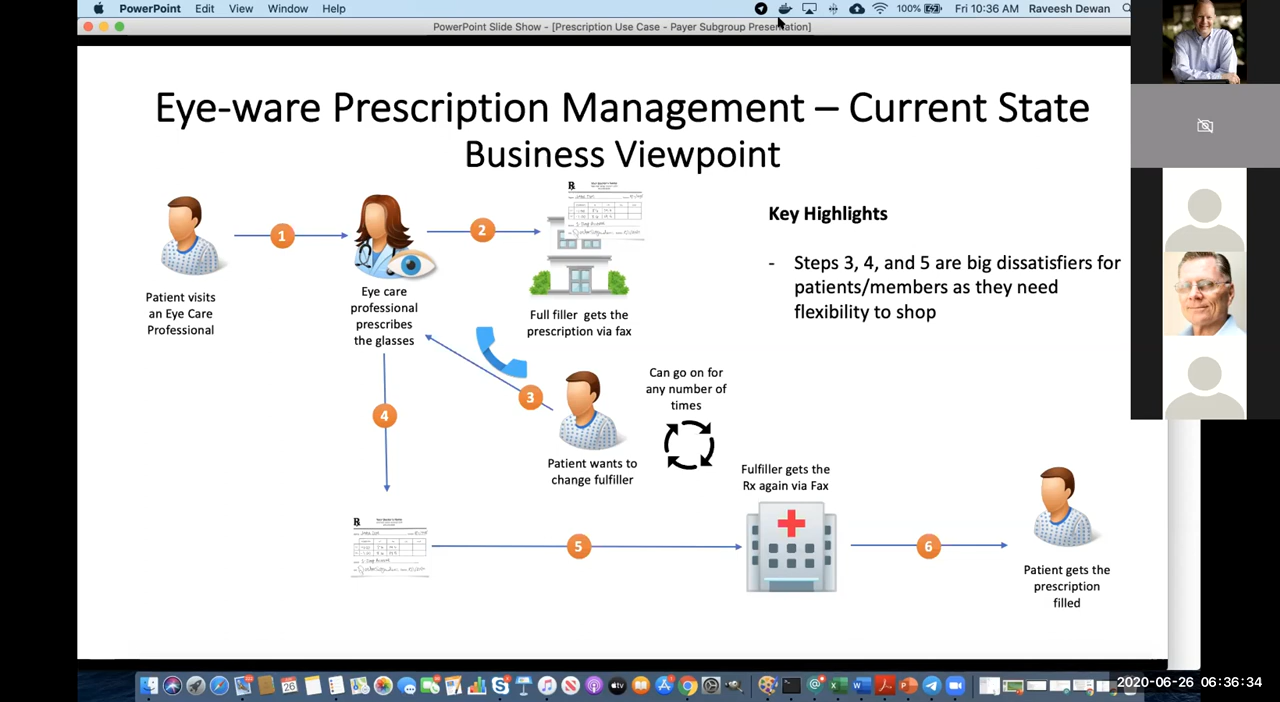 PowerPoint Edit View Window Help 100% Fri 10:36 AM Raveesh Dewan
PowerPoint Slide Show - [Prescription Use Case - Payer Subgroup Presentation]
Eye-ware Prescription Management – Current State
Business Viewpoint
1
2
Patient visits
an Eye Care
Professional
Eye care
professional
prescribes
the glasses
Full filler gets the
prescription via fax
Key Highlights
- Steps 3, 4, and 5 are big dissatisfiers for
patients/members as they need
flexibility to shop
3
Patient wants to
change fulfiller
Can go on for
any number of
times
4
5
Fulfiller gets the
Rx again via Fax
6
Patient gets the
prescription
filled
2020-06-26 06:36:34